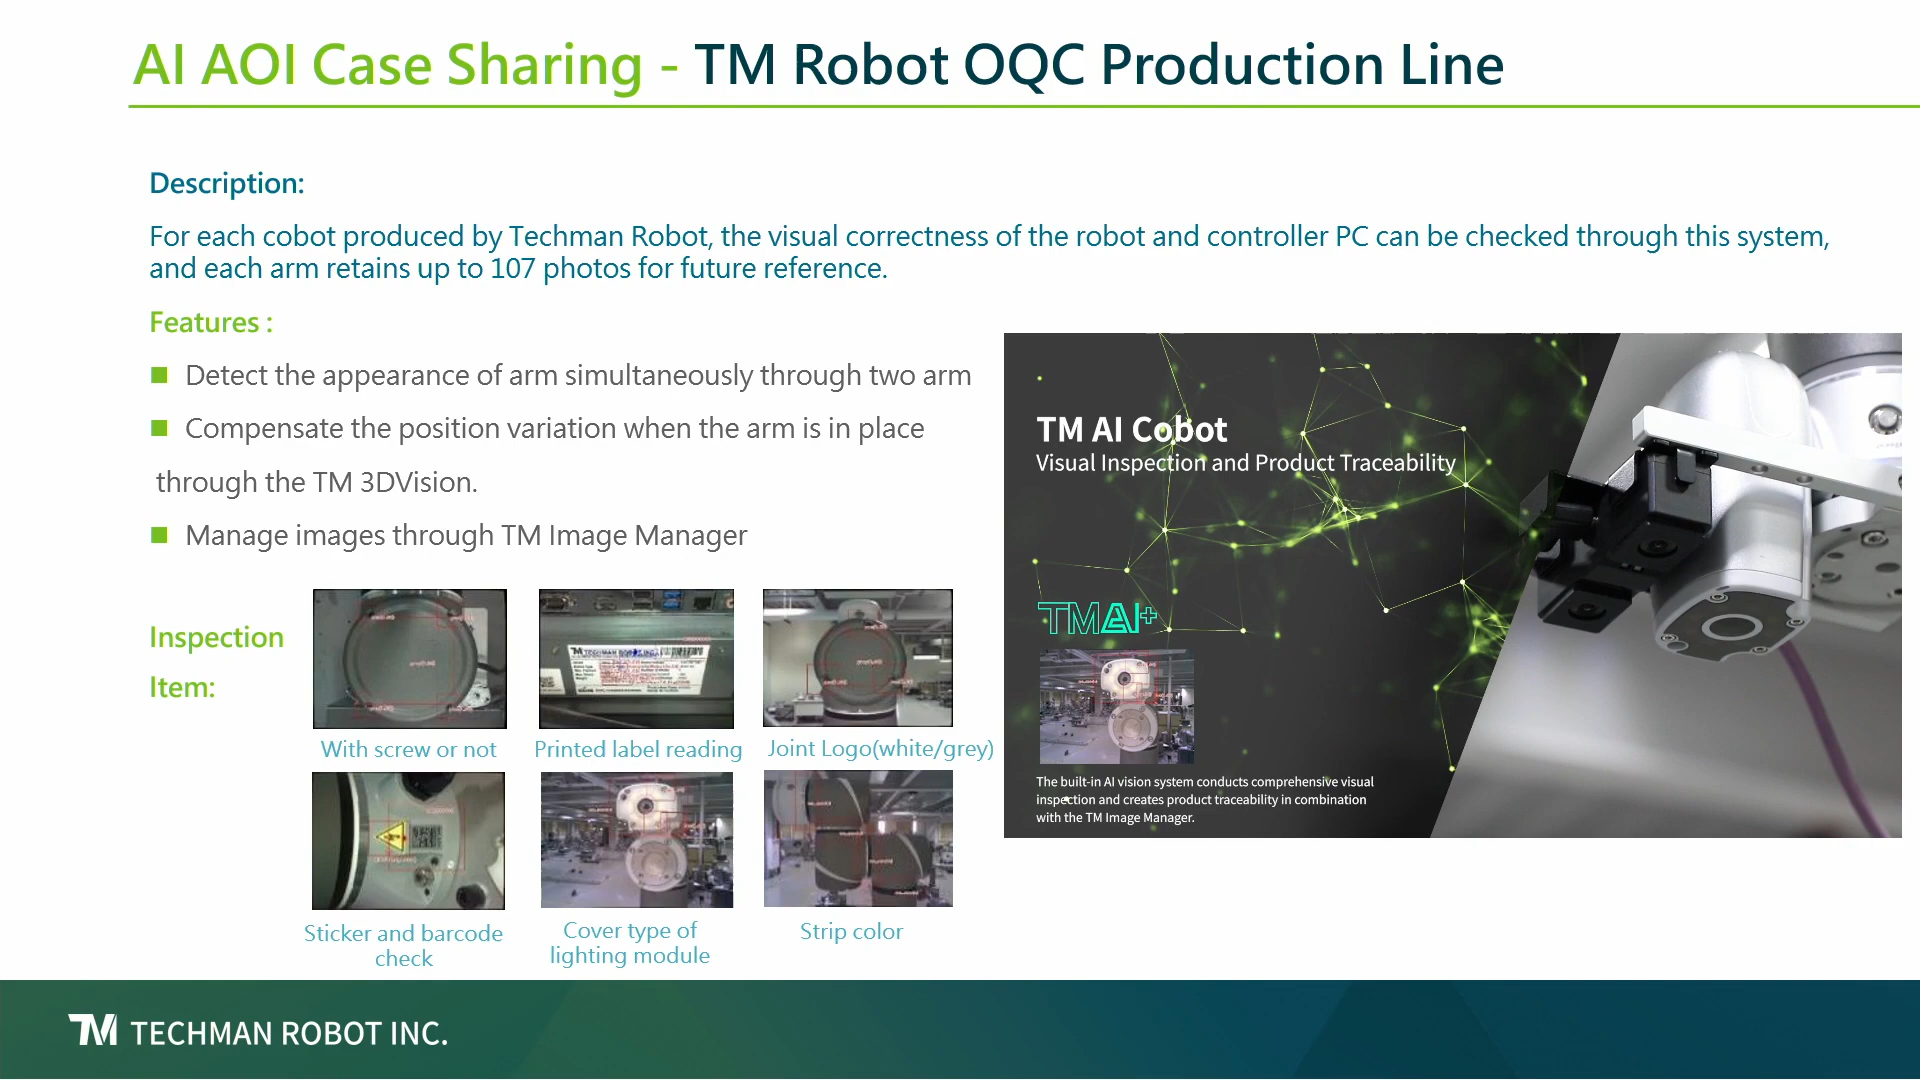 AI AOI Case Sharing - TM Robot OQC Production Line
Description:
For each cobot produced by Techman Robot, the visual correctness of the robot and controller PC can be checked through this system,
and each arm retains up to 107 photos for future reference.
Features :
Detect the appearance of arm simultaneously through two arm
Compensate the position variation when the arm is in place
through the TM 3DVision.
Manage images through TM Image Manager
TM AI Cobot
Visual Inspection and Product Traceability
TMAI+
The built-in AI vision system conducts comprehensive visual
inspection and creates product traceability in combination
with the TM Image Manager.
Inspection
Item:
TECHMAN ROBOT INC.
With screw or not
Printed label reading
Joint Logo(white/grey)
Sticker and barcode
check
Cover type of
lighting module
Strip color
TM TECHMAN ROBOT INC.